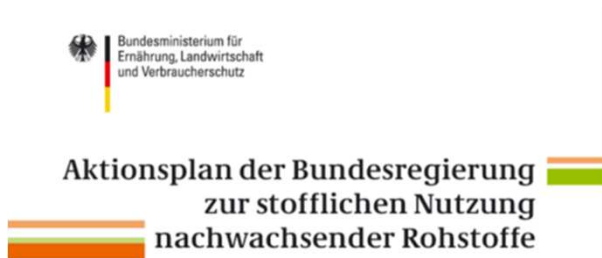 Bundesministerium für
Ernährung, Landwirtschaft
und Verbraucherschutz
Aktionsplan der Bundesregierung
zur stofflichen Nutzung
nachwachsender Rohstoffe